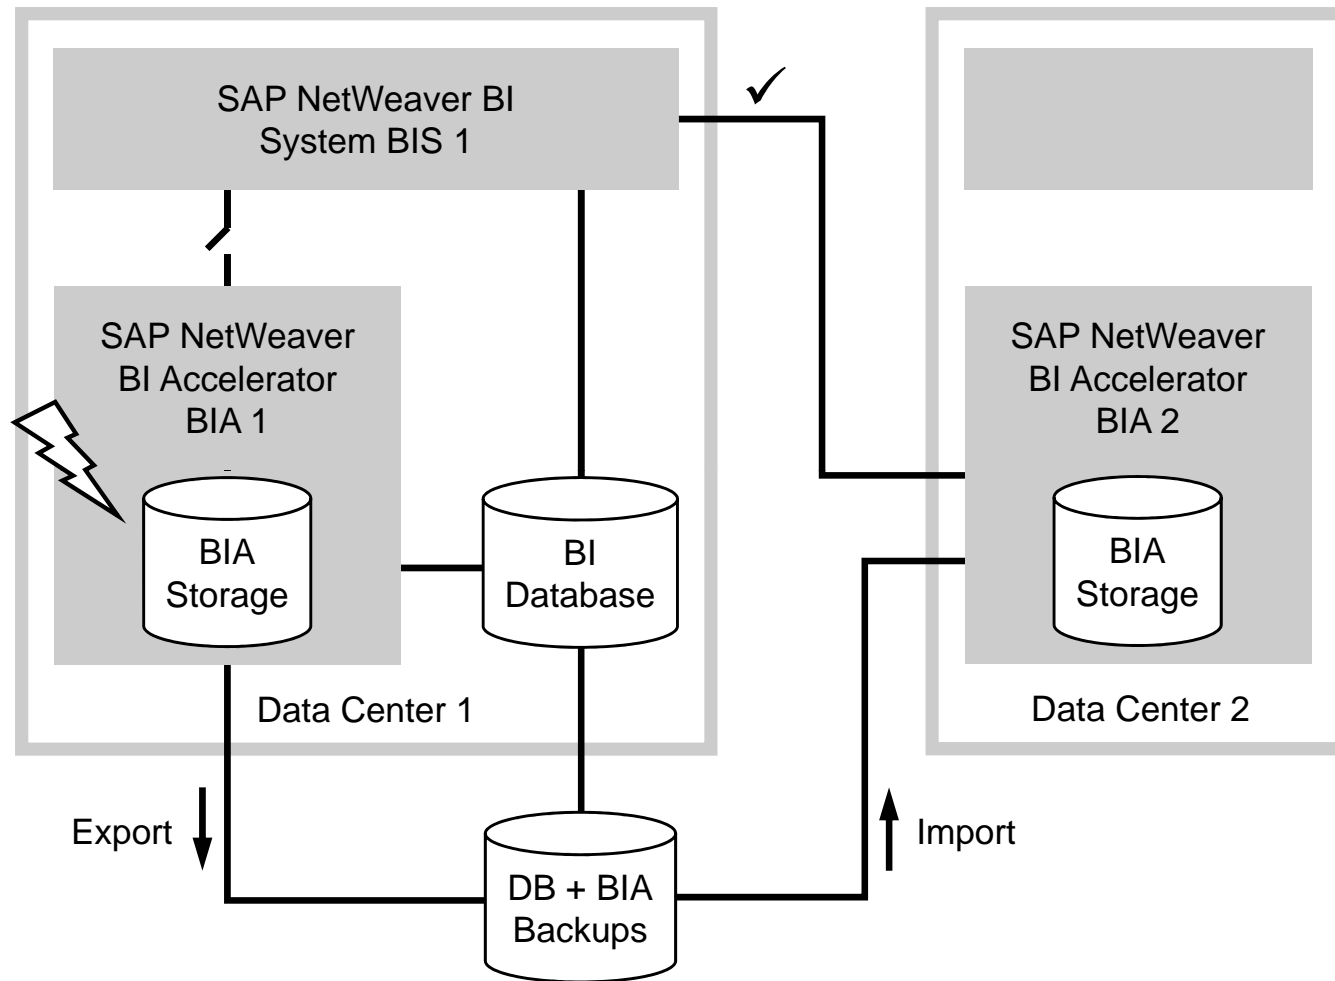 SAP NetWeaver BI
System BIS 1
SAP NetWeaver
BI Accelerator
BIA 1
BIA
Storage
BI
Database
Data Center 1
SAP NetWeaver
BI Accelerator
BIA 2
BIA
Storage
Data Center 2
Export
DB + BIA
Backups
Import